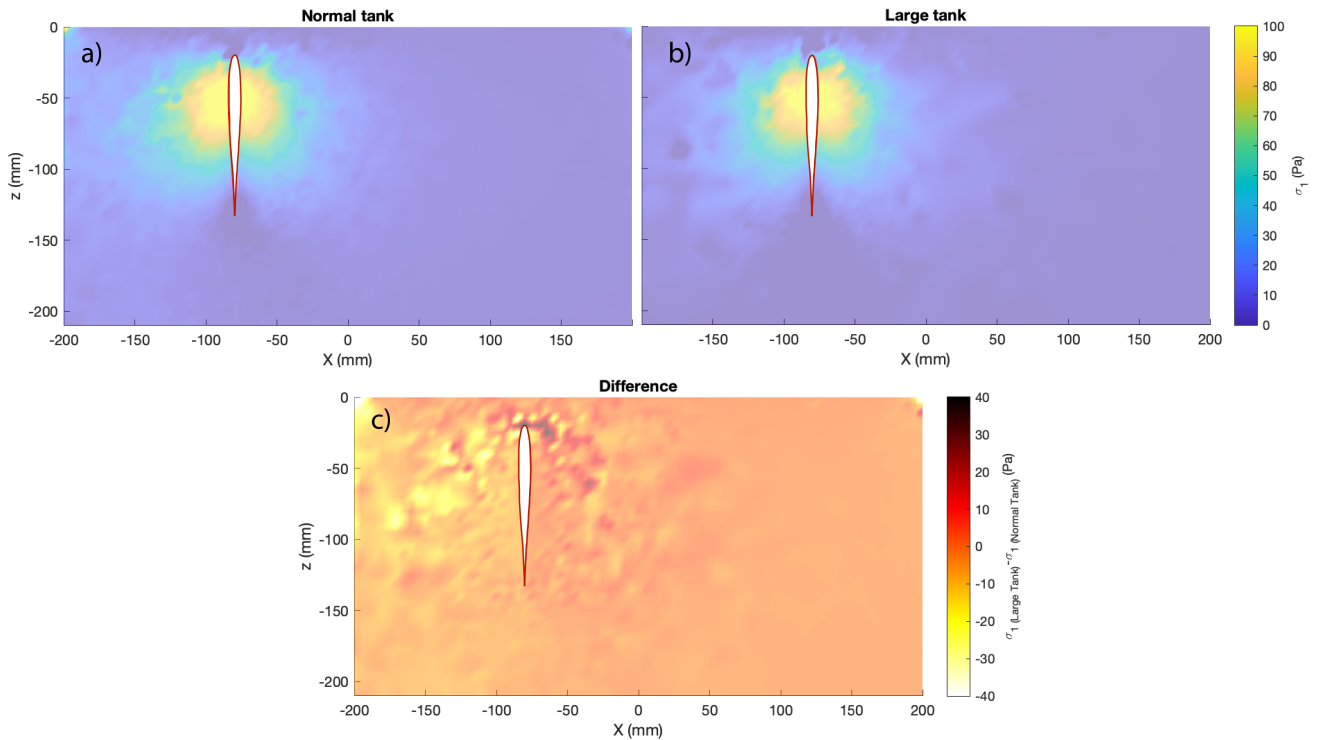 Normal tank
Large tank
a)
b)
0
-50
-100
-150
-200
z (mm)
-200 -150 -100 -50 0 50 100 150
X (mm)
-150 -100 -50 0 50 100 150 200
X (mm)
100
90
80
70
60
50
40
30
20
10
0
σ1 (Pa)
Difference
c)
0
-50
-100
-150
-200
z (mm)
-200 -150 -100 -50 0 50 100 150 200
X (mm)
40
30
20
10
0
-10
-20
-30
-40
σ1 (Large Tank)-σ1 (Normal Tank) (Pa)